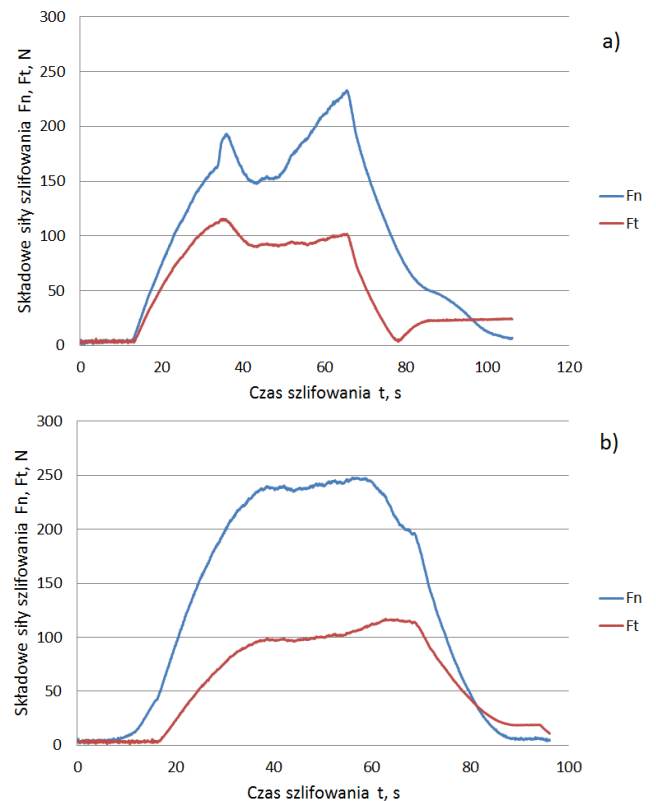 a)
Składowe siły szlifowania Fn, Ft, N
300
250
200
150
100
50
0
0 20 40 60 80 100 120
Czas szlifowania t, s
Fn
Ft
b)
Składowe siły szlifowania Fn, Ft, N
300
250
200
150
100
50
0
0 20 40 60 80 100
Czas szlifowania t, s
Fn
Ft